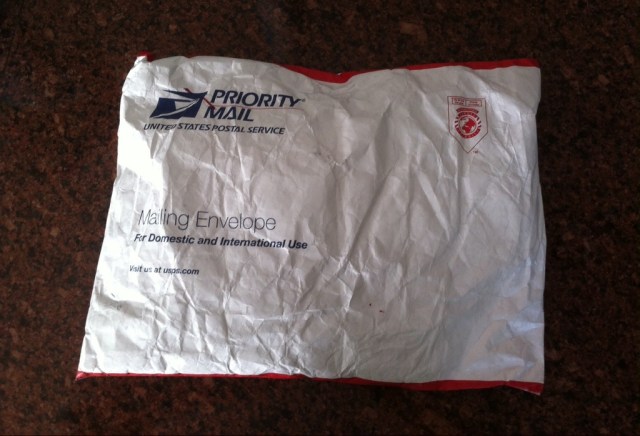 PRIORITY
MAIL
UNITED STATES POSTAL SERVICE
Mailing Envelope
For Domestic and International Use
Visit us at usps.com